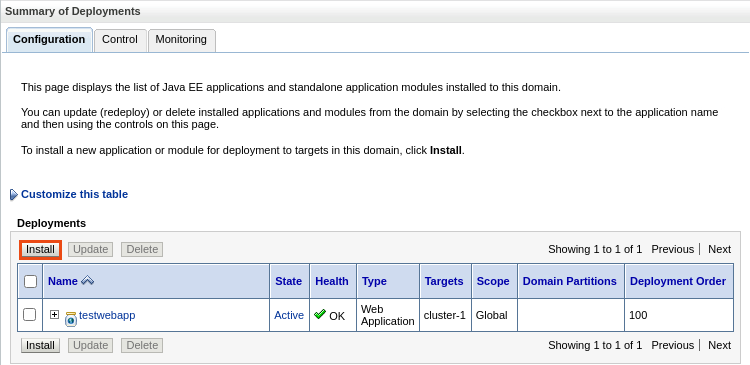 Summary of Deployments
Configuration Control Monitoring
This page displays the list of Java EE applications and standalone application modules installed to this domain.
You can update (redeploy) or delete installed applications and modules from the domain by selecting the checkbox next to the application name
and then using the controls on this page.
To install a new application or module for deployment to targets in this domain, click Install.
Customize this table
Deployments
Install Update Delete Showing 1 to 1 of 1 Previous | Next
Name State Health Type Targets Scope Domain Partitions Deployment Order
testwebapp Active OK Web Application cluster-1 Global 100
Install Update Delete Showing 1 to 1 of 1 Previous | Next